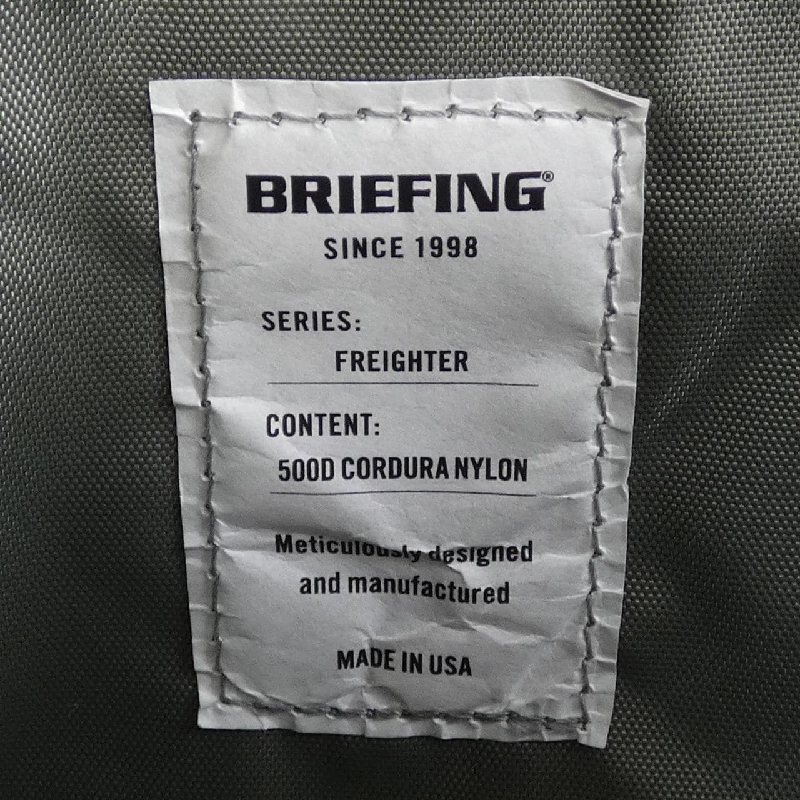 BRIEFING®
SINCE 1998
SERIES:
FREIGHTER
CONTENT:
500D CORDURA NYLON
Meticulously designed
and manufactured
MADE IN USA